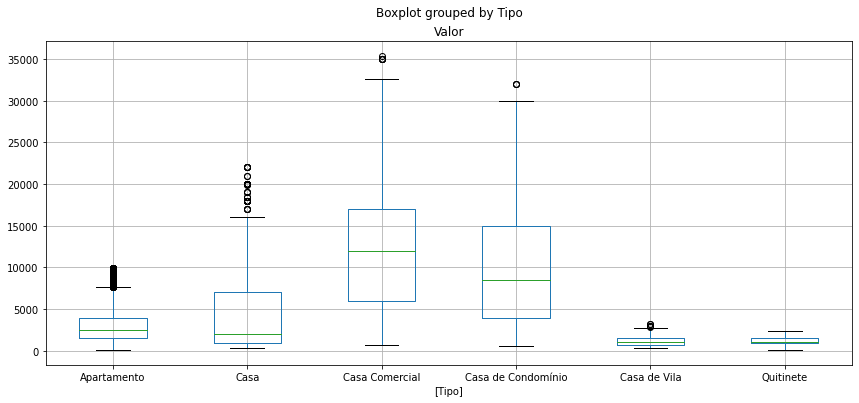 Boxplot grouped by Tipo
Valor
35000
30000
25000
20000
15000
10000
5000
0
Apartamento Casa Casa Comercial Casa de Condomínio Casa de Vila Quitinete
[Tipo]